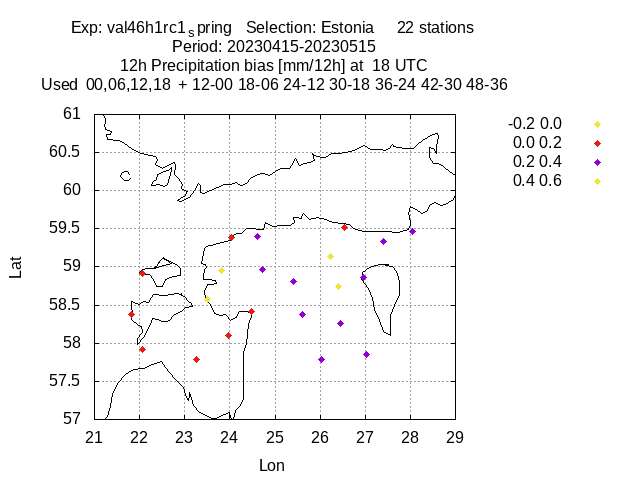 Exp: val46h1rc1spring   Selection: Estonia     22 stations
Period: 20230415-20230515
12h Precipitation bias [mm/12h] at  18 UTC
Used  00,06,12,18  + 12-00 18-06 24-12 30-18 36-24 42-30 48-36
-0.2 0.0
0.0 0.2
0.2 0.4
0.4 0.6
61
60.5
60
59.5
59
58.5
58
57.5
57
Lat
21 22 23 24 25 26 27 28 29
Lon